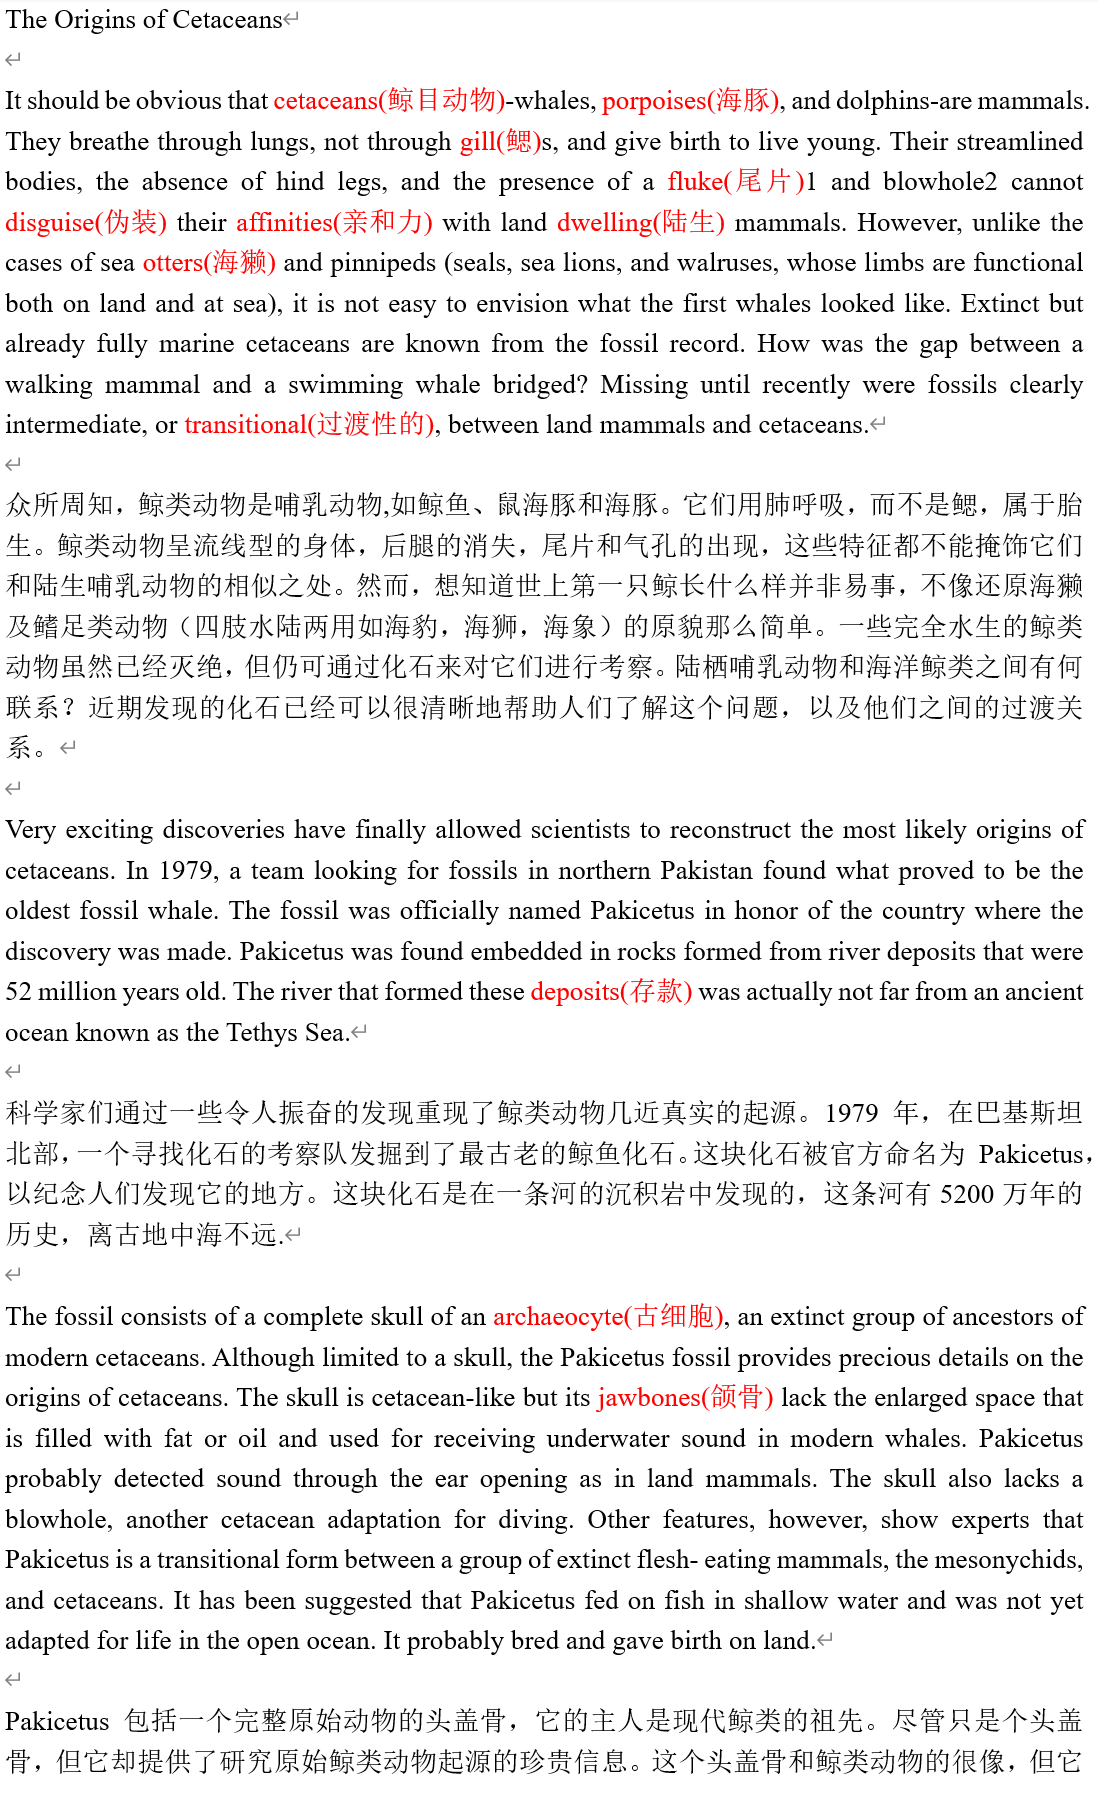 The Origins of Cetaceans
It should be obvious that cetaceans(鲸目动物)-whales, porpoises(海豚), and dolphins-are mammals.
They breathe through lungs, not through gill(鳃)s, and give birth to live young. Their streamlined
bodies, the absence of hind legs, and the presence of a fluke(尾片)1 and blowhole2 cannot
disguise(伪装) their affinities(亲和力) with land dwelling(陆生) mammals. However, unlike the
cases of sea otters(海獭) and pinnipeds (seals, sea lions, and walruses, whose limbs are functional
both on land and at sea), it is not easy to envision what the first whales looked like. Extinct but
already fully marine cetaceans are known from the fossil record. How was the gap between a
walking mammal and a swimming whale bridged? Missing until recently were fossils clearly
intermediate, or transitional(过渡性的), between land mammals and cetaceans.
众所周知，鲸类动物是哺乳动物,如鲸鱼、鼠海豚和海豚。它们用肺呼吸，而不是鳃，属于胎
生。鲸类动物呈流线型的身体，后腿的消失，尾片和气孔的出现，这些特征都不能掩饰它们
和陆生哺乳动物的相似之处。然而，想知道世上第一只鲸长什么样并非易事，不像还原海獭
及鳍足类动物（四肢水陆两用如海豹，海狮，海象）的原貌那么简单。一些完全水生的鲸类
动物虽然已经灭绝，但仍可通过化石来对它们进行考察。陆栖哺乳动物和海洋鲸类之间有何
联系？近期发现的化石已经可以很清晰地帮助人们了解这个问题，以及他们之间的过渡关
系。
Very exciting discoveries have finally allowed scientists to reconstruct the most likely origins of
cetaceans. In 1979, a team looking for fossils in northern Pakistan found what proved to be the
oldest fossil whale. The fossil was officially named Pakicetus in honor of the country where the
discovery was made. Pakicetus was found embedded in rocks formed from river deposits that were
52 million years old. The river that formed these deposits(存款) was actually not far from an ancient
ocean known as the Tethys Sea.
科学家们通过一些令人振奋的发现重现了鲸类动物几近真实的起源。1979 年，在巴基斯坦
北部，一个寻找化石的考察队发掘到了最古老的鲸鱼化石。这块化石被官方命名为 Pakicetus，
以纪念人们发现它的地方。这块化石是在一条河的沉积岩中发现的，这条河有 5200 万年的
历史，离古地中海不远.
The fossil consists of a complete skull of an archaeocyte(古细胞), an extinct group of ancestors of
modern cetaceans. Although limited to a skull, the Pakicetus fossil provides precious details on the
origins of cetaceans. The skull is cetacean-like but its jawbones(颌骨) lack the enlarged space that
is filled with fat or oil and used for receiving underwater sound in modern whales. Pakicetus
probably detected sound through the ear opening as in land mammals. The skull also lacks a
blowhole, another cetacean adaptation for diving. Other features, however, show experts that
Pakicetus is a transitional form between a group of extinct flesh- eating mammals, the mesonychids,
and cetaceans. It has been suggested that Pakicetus fed on fish in shallow water and was not yet
adapted for life in the open ocean. It probably bred and gave birth on land.
Pakicetus 包括一个完整原始动物的头盖骨，它的主人是现代鲸类的祖先。尽管只是个头盖
骨，但它却提供了研究原始鲸类动物起源的珍贵信息。这个头盖骨和鲸类动物的很像，但它